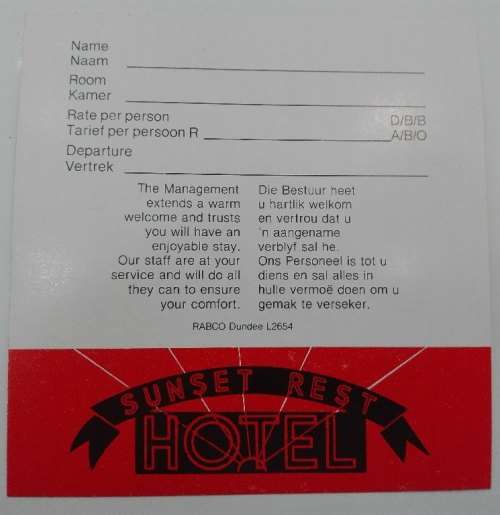 Name
Naam
Room
Kamer
Rate per person D/B/B
Tarief per persoon R A/B/O
Departure
Vertrek
The Management
extends a warm
welcome and trusts
you will have an
enjoyable stay.
Our staff are at your
service and will do all
they can to ensure
your comfort.
Die Bestuur heet
u hartlik welkom
en vertrou dat u
'n aangename
verblyf sal he.
Ons Personeel is tot u
diens en sal alles in
hulle vermoë doen om u
gemak te verseker.
RABCO Dundee L2654
SUNSET REST
HOTEL